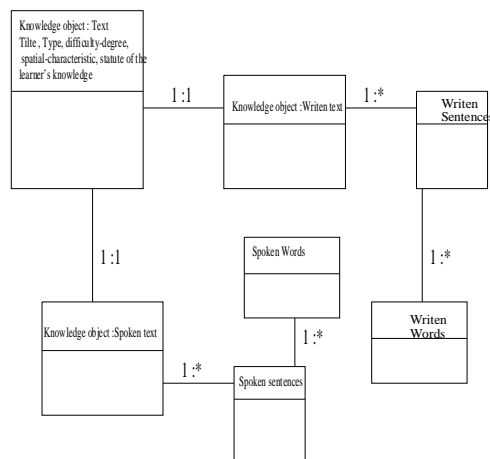 Knowledge object : Text
Tilte , Type, difficulty-degree,
spatial-characteristic, statute of the
learner's knowledge
1 :1
Knowledge object :Writen text
1 :*
Writen
Sentences
1 :1
Spoken Words
1 :*
Knowledge object :Spoken text
1 :*
Writen
Words
1 :*
Spoken sentences